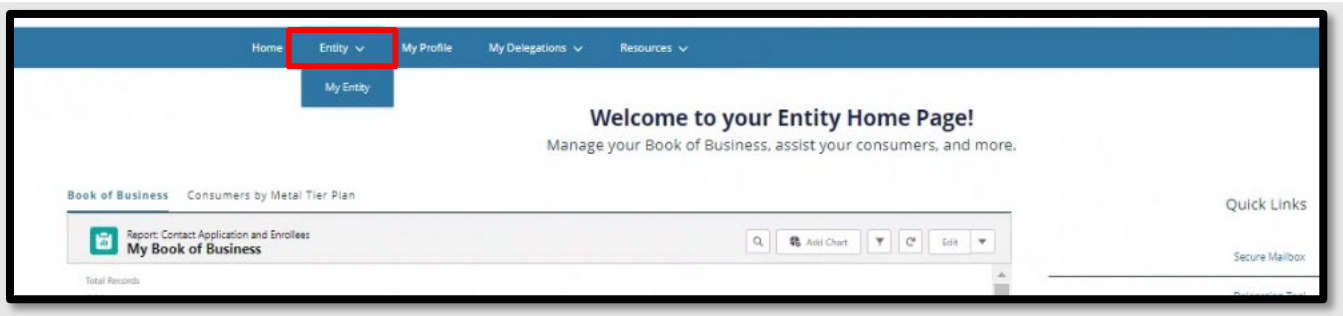 Home Entity My Profile My Delegations Resources
My Entity
Welcome to your Entity Home Page!
Manage your Book of Business, assist your consumers, and more.
Book of Business Consumers by Metal Tier Plan
Quick Links
Report: Contact Application and Enrollees
My Book of Business
Add Chart Edit
Secure Mailbox
Total Records
Delegation Tool